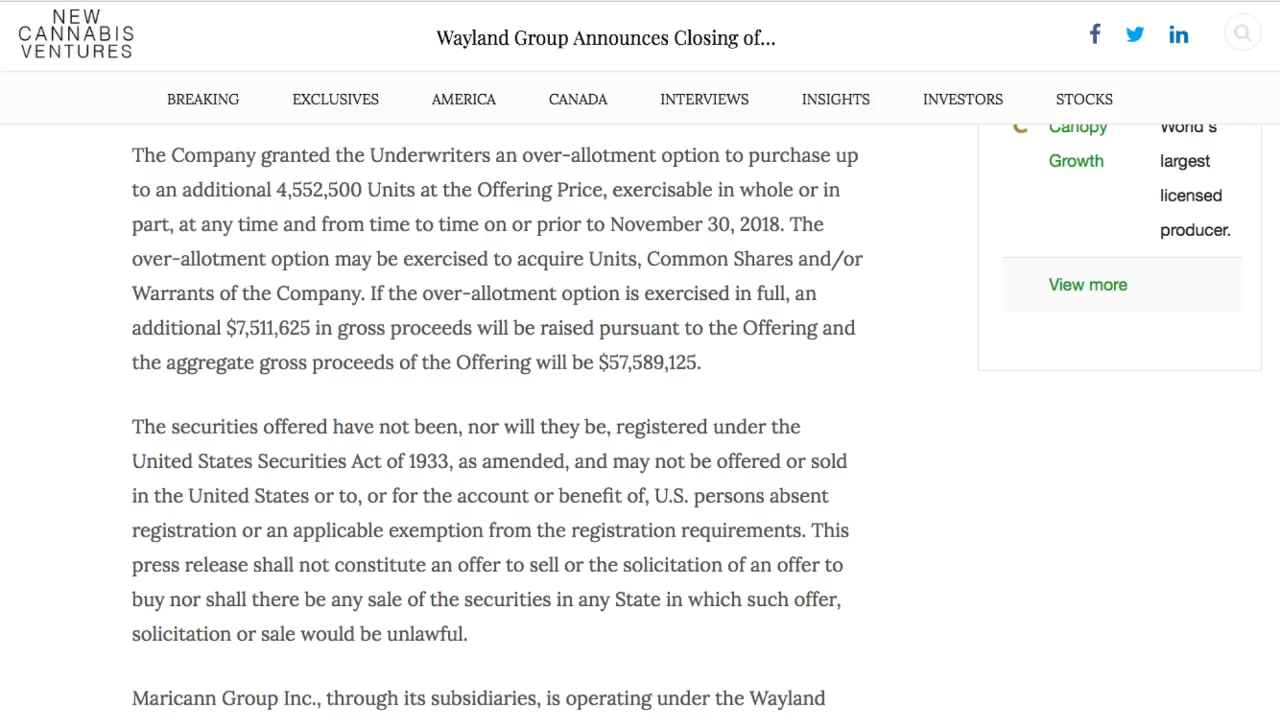 NEW
CANNABIS
VENTURES
Wayland Group Announces Closing of...
f
in
BREAKING EXCLUSIVES AMERICA CANADA INTERVIEWS INSIGHTS INVESTORS STOCKS
The Company granted the Underwriters an over-allotment option to purchase up
to an additional 4,552,500 Units at the Offering Price, exercisable in whole or in
part, at any time and from time to time on or prior to November 30, 2018. The
over-allotment option may be exercised to acquire Units, Common Shares and/or
Warrants of the Company. If the over-allotment option is exercised in full, an
additional $7,511,625 in gross proceeds will be raised pursuant to the Offering and
the aggregate gross proceeds of the Offering will be $57,589,125.
The securities offered have not been, nor will they be, registered under the
United States Securities Act of 1933, as amended, and may not be offered or sold
in the United States or to, or for the account or benefit of, U.S. persons absent
registration or an applicable exemption from the registration requirements. This
press release shall not constitute an offer to sell or the solicitation of an offer to
buy nor shall there be any sale of the securities in any State in which such offer,
solicitation or sale would be unlawful.
Maricann Group Inc., through its subsidiaries, is operating under the Wayland
Canopy
Growth
World's
largest
licensed
producer.
View more